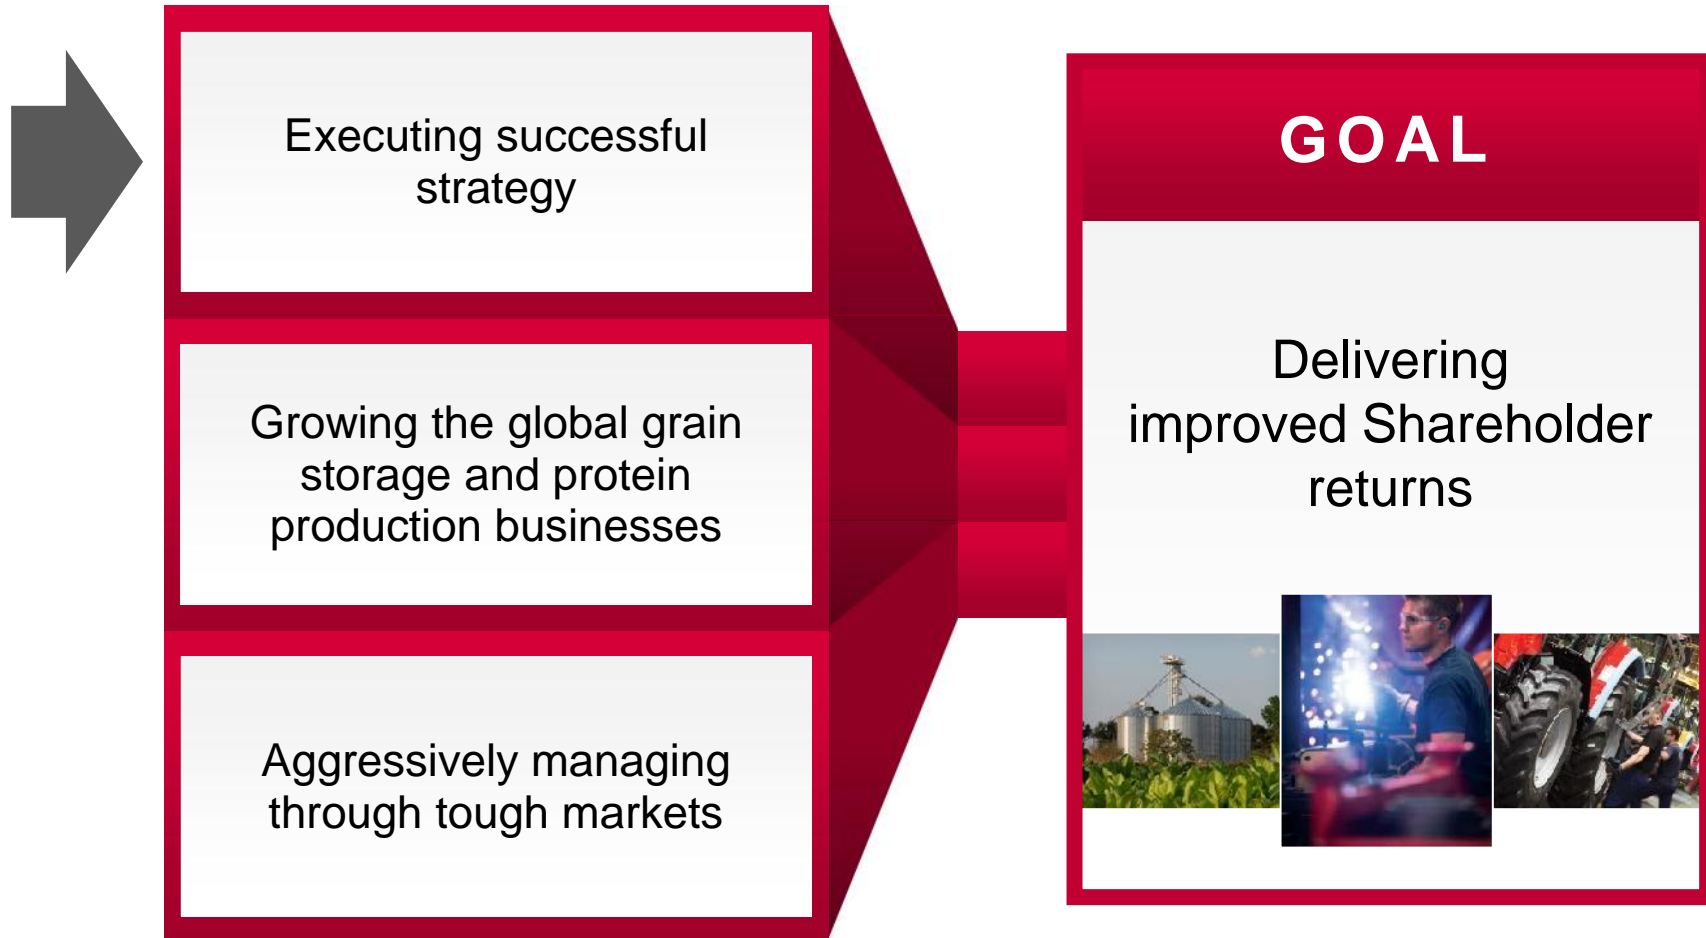 Executing successful
strategy
Growing the global grain
storage and protein
production businesses
Aggressively managing
through tough markets
GOAL
Delivering
improved Shareholder
returns